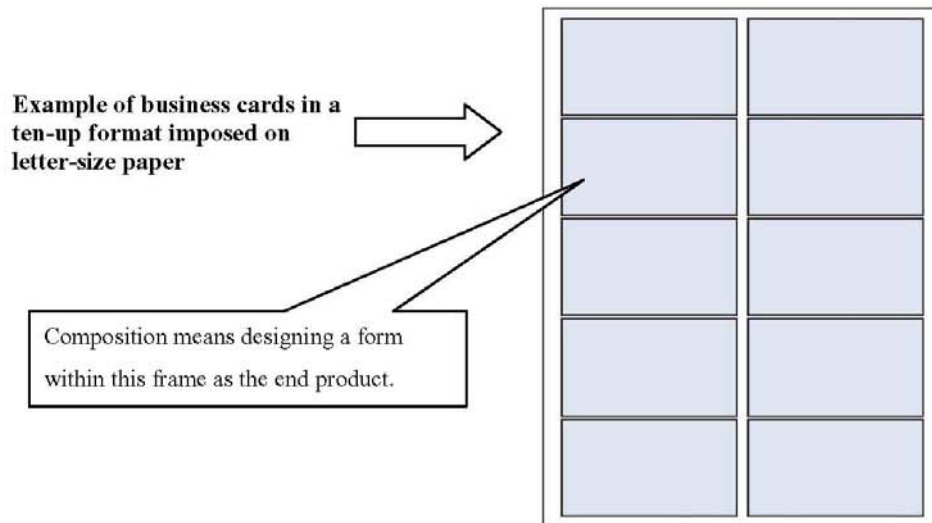 Example of business cards in a
ten-up format imposed on
letter-size paper
Composition means designing a form
within this frame as the end product.